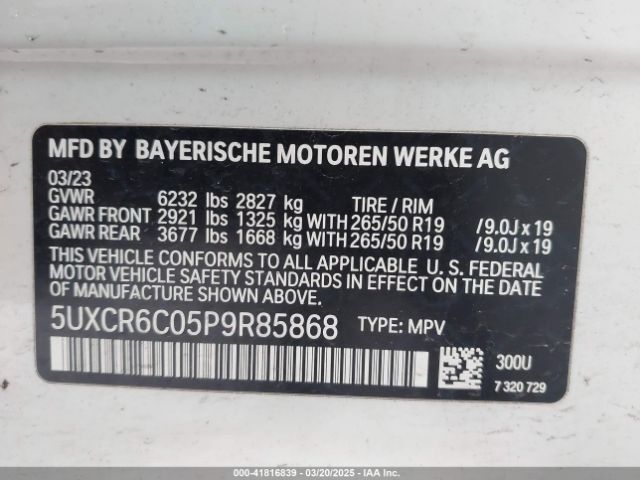 MFD BY BAYERISCHE MOTOREN WERKE AG
03/23
GVWR 6232 lbs 2827 kg TIRE / RIM
GAWR FRONT 2921 lbs 1325 kg WITH 265/50 R19 /9.0J x 19
GAWR REAR 3677 lbs 1668 kg WITH 265/50 R19 /9.0J x 19
THIS VEHICLE CONFORMS TO ALL APPLICABLE U. S. FEDERAL
MOTOR VEHICLE SAFETY STANDARDS IN EFFECT ON THE
DATE OF MANUFACTURE SHOWN ABOVE.
5UXCR6C05P9R85868 TYPE: MPV
300U
7 320 729
©2230-41816839 - 03/20/2025 - IAA Inc.